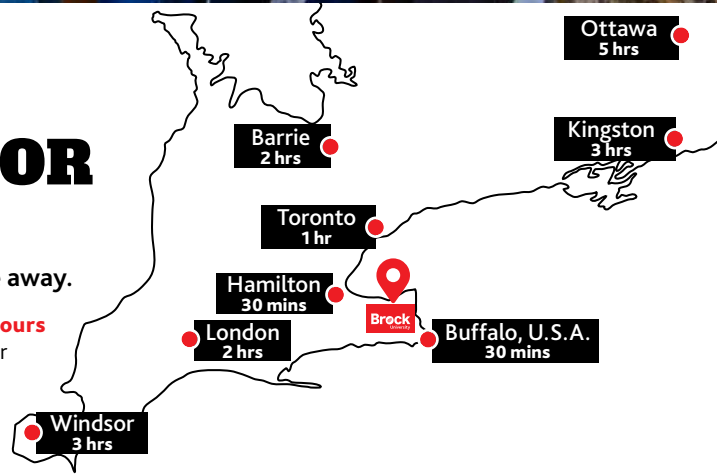 Ottawa
5 hrs
Kingston
3 hrs
Barrie
2 hrs
OR
Toronto
1 hr
away.
Hamilton
30 mins
Brock
University
ours
r
London
2 hrs
Buffalo, U.S.A.
30 mins
Windsor
3 hrs